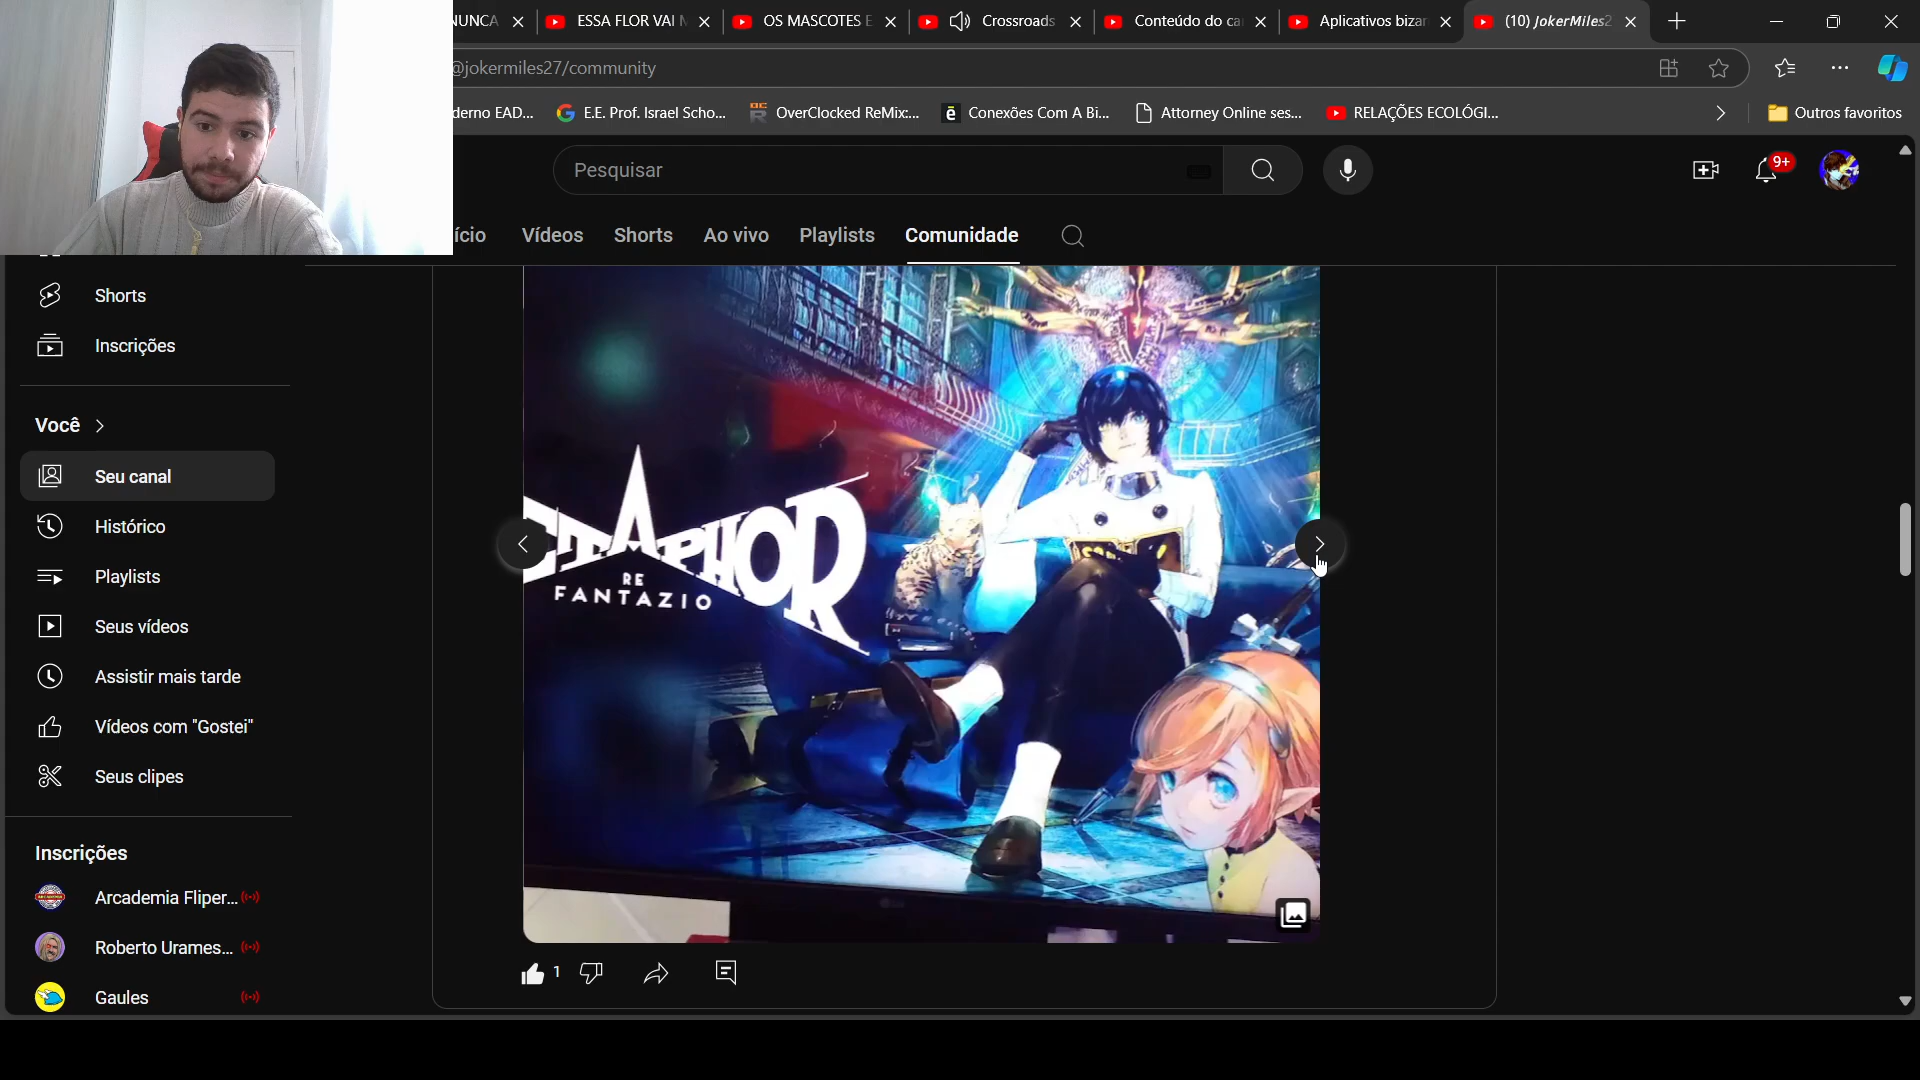 NUNCA
ESSA FLOR VAI
OS MASCOTES E
Crossroads
Conteúdo do ca
Aplicativos bizar
(10) JokerMiles2
@jokermiles27/community
derno EAD...
E.E. Prof. Israel Scho...
OverClocked ReMix:...
Conexões Com A Bi...
Attorney Online ses...
RELAÇÕES ECOLÓGI...
Outros favoritos
Pesquisar
9+
ício
Vídeos
Shorts
Ao vivo
Playlists
Comunidade
Shorts
Inscrições
Você
Seu canal
Histórico
Playlists
Seus vídeos
Assistir mais tarde
Vídeos com "Gostei"
Seus clipes
Inscrições
Arcademia Fliper...
Roberto Urames...
Gaules
ETAPHOR
RE
FANTAZIO
1